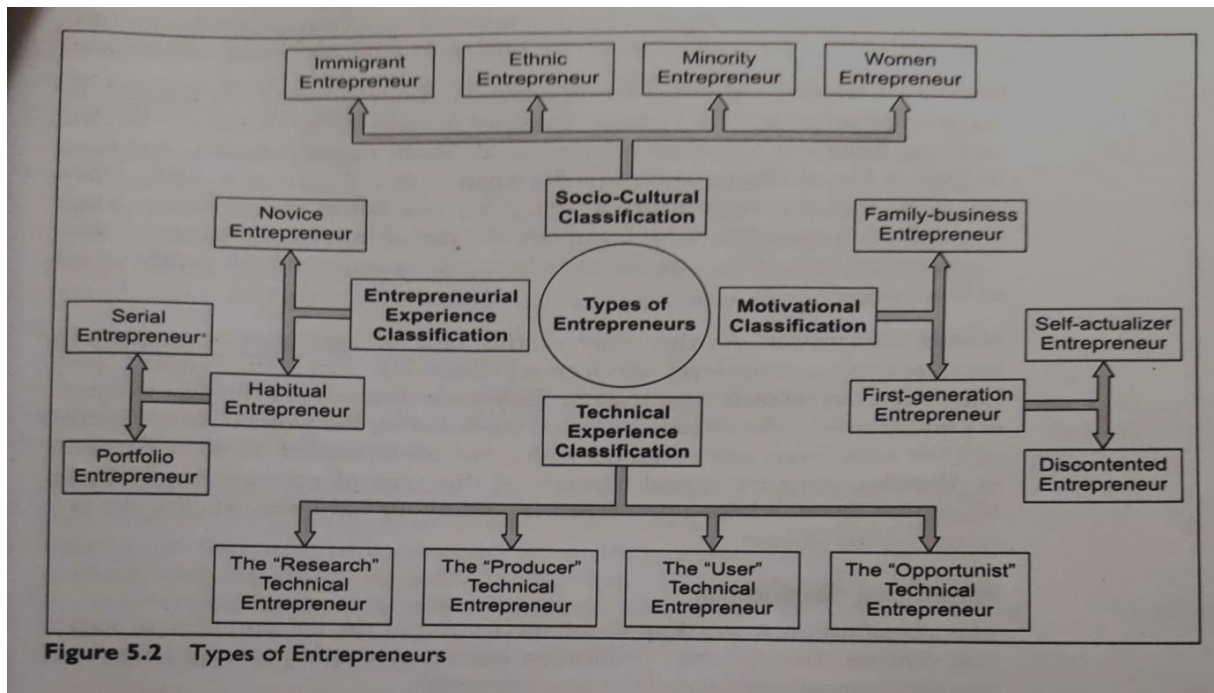 Immigrant
Entrepreneur
Ethnic
Entrepreneur
Minority
Entrepreneur
Women
Entrepreneur
Socio-Cultural
Classification
Novice
Entrepreneur
Family-business
Entrepreneur
Entrepreneurial
Experience
Classification
Types of
Entrepreneurs
Motivational
Classification
Serial
Entrepreneur
Self-actualizer
Entrepreneur
Habitual
Entrepreneur
First-generation
Entrepreneur
Technical
Experience
Classification
Portfolio
Entrepreneur
Discontented
Entrepreneur
The "Research"
Technical
Entrepreneur
The "Producer"
Technical
Entrepreneur
The "User"
Technical
Entrepreneur
The "Opportunist"
Technical
Entrepreneur
Figure 5.2 Types of Entrepreneurs